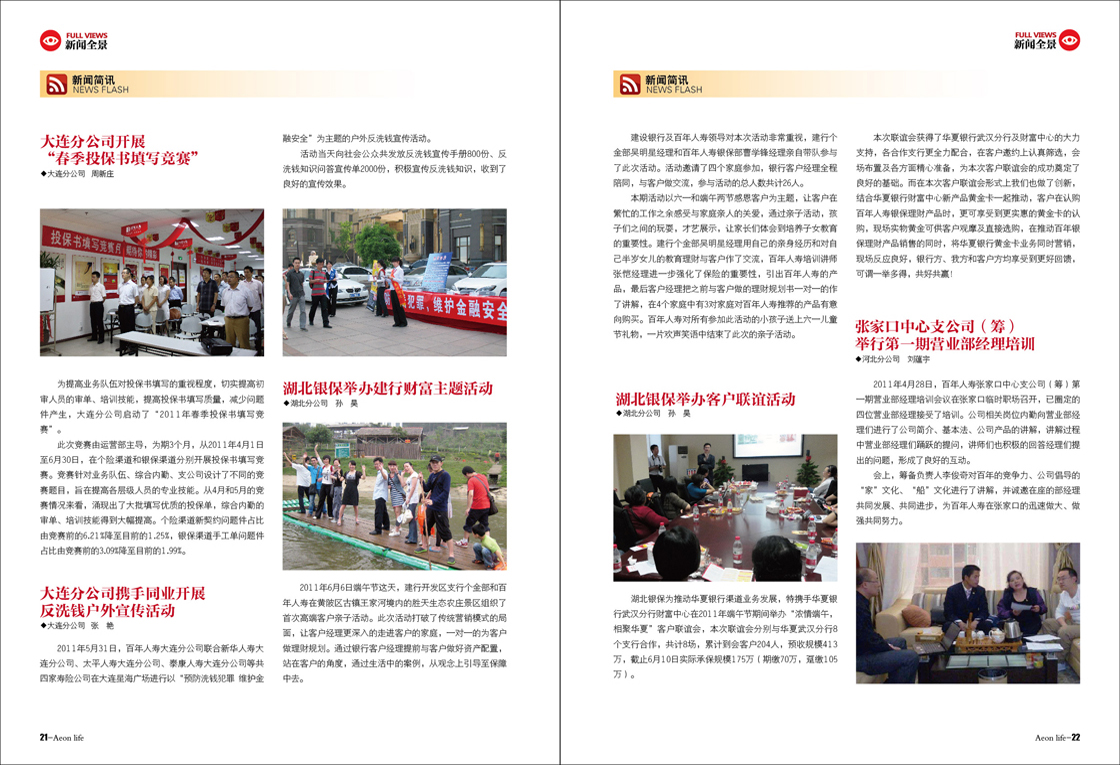 FULL VIEWS
新闻全景
新闻简讯
NEWS FLASH
大连分公司开展
“春季投保书填写竞赛”
◆大连分公司 周新庄
投保书填写竞赛月
为提高业务队伍对投保书填写的重视程度，切实提高初
审人员的审单、培训技能，提高投保书填写质量，减少问题
件产生，大连分公司启动了“2011年春季投保书填写竞
赛”。
此次竞赛由运营部主导，为期3个月，从2011年4月1日
至6月30日，在个险渠道和银保渠道分别开展投保书填写竞
赛。竞赛针对业务队伍、综合内勤、支公司设计了不同的竞
赛题目，旨在提高各层级人员的专业技能。从4月和5月的竞
赛情况来看，涌现出了大批填写优质的投保单，综合内勤的
审单、培训技能得到大幅提高。个险渠道新契约问题件占比
由竞赛前的6.21%降至目前的1.25%，银保渠道手工单问题件
占比由竞赛前的3.09%降至目前的1.99%。
大连分公司携手同业开展
反洗钱户外宣传活动
◆大连分公司 张 艳
2011年5月31日，百年人寿大连分公司联合新华人寿大
连分公司、太平人寿大连分公司、泰康人寿大连分公司等共
四家寿险公司在大连星海广场进行以“预防洗钱犯罪 维护金
融安全”为主题的户外反洗钱宣传活动。
活动当天向社会公众共发放反洗钱宣传手册800份、反
洗钱知识问答宣传单2000份，积极宣传反洗钱知识，收到了
良好的宣传效果。
犯罪、维护金融安全
湖北银保举办建行财富主题活动
◆湖北分公司 孙 昊
2011年6月6日端午节这天，建行开发区支行个金部和百
年人寿在黄陂区古镇王家河境内的胜天生态农庄景区组织了
首次高端客户亲子活动。此次活动打破了传统营销模式的局
面，让客户经理更深入的走进客户的家庭，一对一的为客户
做理财规划。通过银行客户经理提前与客户做好资产配置，
站在客户的角度，通过生活中的案例，从观念上引导至保障
中去。
21-Aeon life
FULL VIEWS
新闻全景
新闻简讯
NEWS FLASH
建设银行及百年人寿领导对本次活动非常重视，建行个
金部吴明星经理和百年人寿银保部曹学锋经理亲自带队参与
了此次活动。活动邀请了四个家庭参加，银行客户经理全程
陪同，与客户做交流，参与活动的总人数共计26人。
本期活动以六一和端午两节感恩客户为主题，让客户在
繁忙的工作之余感受与家庭亲人的关爱，通过亲子活动，孩
子们之间的玩耍，才艺展示，让家长们体会到培养子女教育
的重要性。建行个金部吴明星经理用自己的亲身经历和对自
己半岁女儿的教育理财与客户作了交流，百年人寿培训讲师
张恺经理进一步强化了保险的重要性，引出百年人寿的产
品，最后客户经理把之前与客户做的理财规划书一对一的作
了讲解，在4个家庭中有3对家庭对百年人寿推荐的产品有意
向购买。百年人寿对所有参加此活动的小孩子送上六一儿童
节礼物，一片欢声笑语中结束了此次的亲子活动。
湖北银保举办客户联谊活动
◆湖北分公司 孙 昊
湖北银保为推动华夏银行渠道业务发展，特携手华夏银
行武汉分行财富中心在2011年端午节期间举办“浓情端午，
相聚华夏”客户联谊会，本次联谊会分别与华夏武汉分行8
个支行合作，共计8场，累计到会客户204人，预收规模413
万，截止6月10日实际承保规模175万（期缴70万，趸缴105
万）。
本次联谊会获得了华夏银行武汉分行及财富中心的大力
支持，各合作支行更全力配合，在客户邀约上认真筛选，会
场布置及各方面精心准备，为本次客户联谊会的成功奠定了
良好的基础。而在本次客户联谊会形式上我们也做了创新，
结合华夏银行财富中心新产品黄金卡一起推动，客户在认购
百年人寿银保理财产品时，更可享受到更实惠的黄金卡的认
购，现场实物黄金可供客户观摩及直接选购，在推动百年银
保理财产品销售的同时，将华夏银行黄金卡业务同时营销，
现场反应良好，银行方、我方和客户方均享受到更好回馈，
可谓一举多得，共好共赢!
张家口中心支公司（筹）
举行第一期营业部经理培训
◆河北分公司 刘蕴宇
2011年4月28日，百年人寿张家口中心支公司（筹）第
一期营业部经理培训会议在张家口临时职场召开，已圈定的
四位营业部经理接受了培训。公司相关岗位内勤向营业部经
理们进行了公司简介、基本法、公司产品的讲解，讲解过程
中营业部经理们踊跃的提问，讲师们也积极的回答经理们提
出的问题，形成了良好的互动。
会上，筹备负责人李俊奇对百年的竞争力、公司倡导的
“家”文化、“船”文化进行了讲解，并诚邀在座的部经理
共同发展、共同进步，为百年人寿在张家口的迅速做大、做
强共同努力。
Aeon life-22